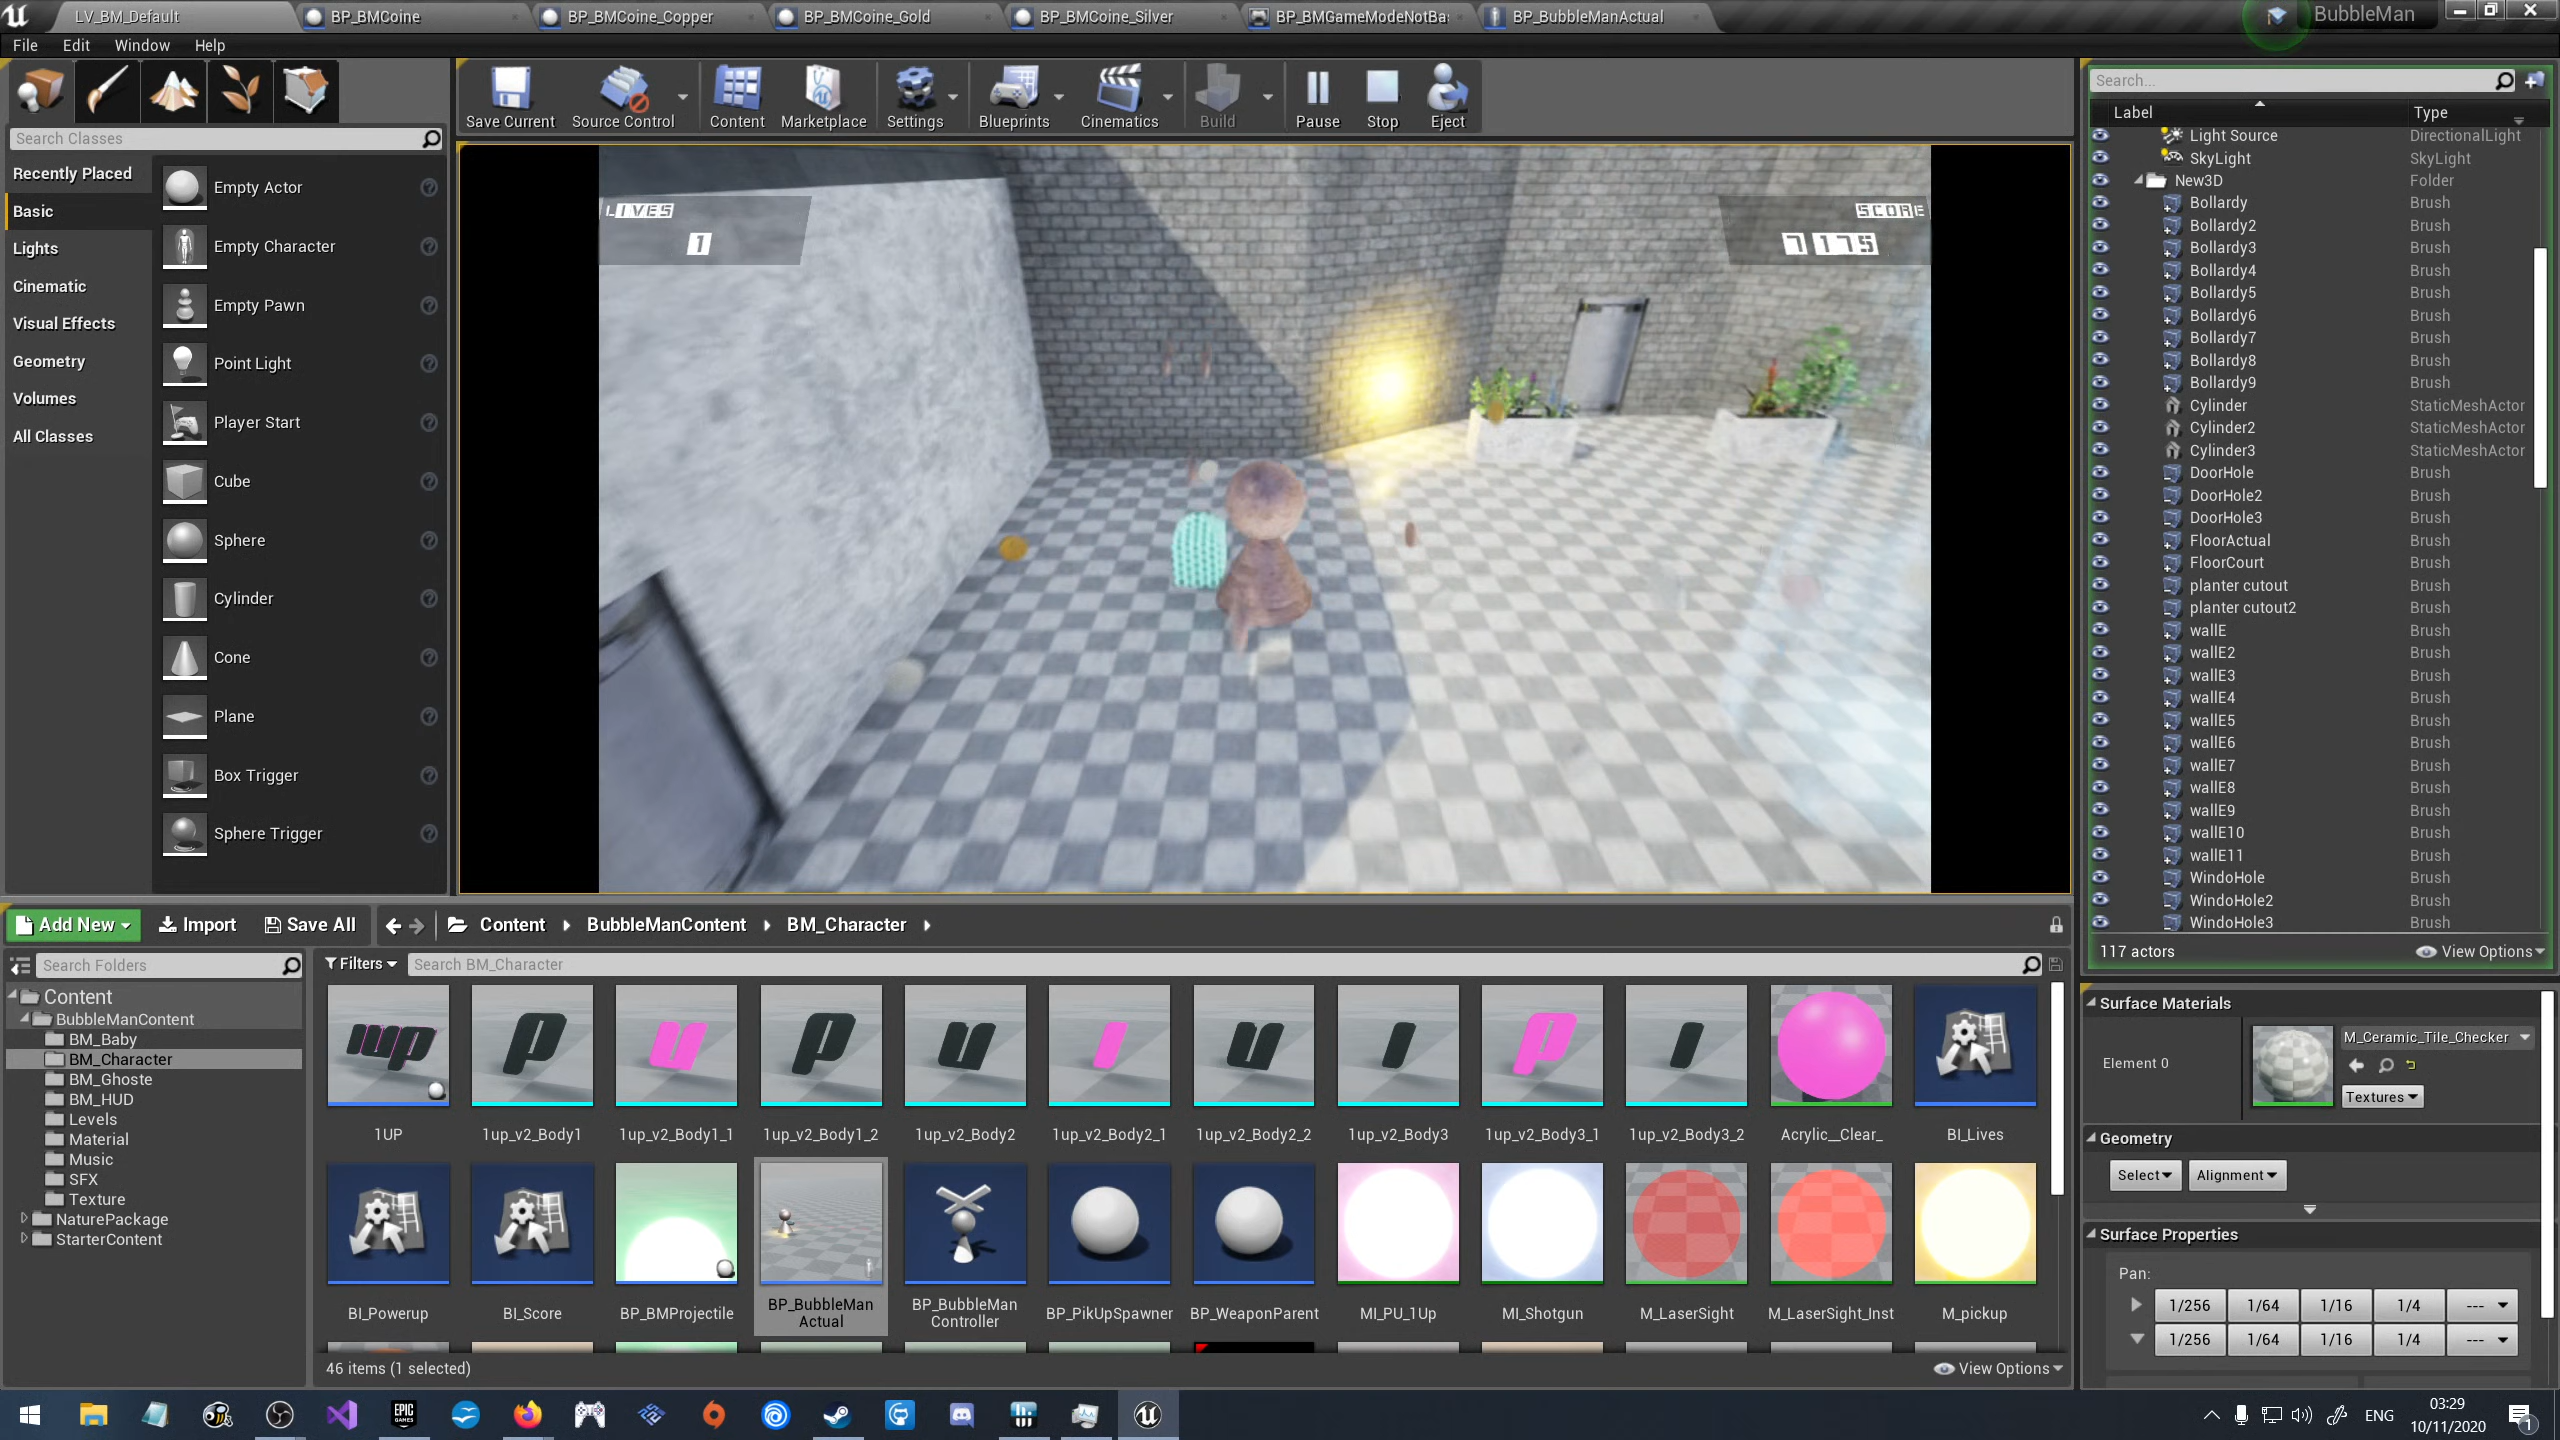 LV_BM_Default
BP_BMCoine
BP_BMCoine_Copper
BP_BMCoine_Gold
BP_BMCoine_Silver
BP_BMGameModeNotBa
BP_BubbleManActual
BubbleMan
File Edit Window Help
Search Classes
Recently Placed
Basic
Lights
Cinematic
Visual Effects
Geometry
Volumes
All Classes
Empty Actor
Empty Character
Empty Pawn
Point Light
Player Start
Cube
Sphere
Cylinder
Cone
Plane
Box Trigger
Sphere Trigger
Save Current
Source Control
Content
Marketplace
Settings
Blueprints
Cinematics
Build
Pause
Stop
Eject
LIVES
1
SCORE
7175
Search...
Label Type
Light Source DirectionalLight
SkyLight SkyLight
New3D Folder
Bollardy Brush
Bollardy2 Brush
Bollardy3 Brush
Bollardy4 Brush
Bollardy5 Brush
Bollardy6 Brush
Bollardy7 Brush
Bollardy8 Brush
Bollardy9 Brush
Cylinder StaticMeshActor
Cylinder2 StaticMeshActor
Cylinder3 StaticMeshActor
DoorHole Brush
DoorHole2 Brush
DoorHole3 Brush
FloorActual Brush
FloorCourt Brush
planter cutout Brush
planter cutout2 Brush
wallE Brush
wallE2 Brush
wallE3 Brush
wallE4 Brush
wallE5 Brush
wallE6 Brush
wallE7 Brush
wallE8 Brush
wallE9 Brush
wallE10 Brush
wallE11 Brush
WindoHole Brush
WindoHole2 Brush
WindoHole3 Brush
117 actors
View Options
Add New Import Save All
Content BubbleManContent BM_Character
Search Folders
Filters
Search BM_Character
Content
BubbleManContent
BM_Baby
BM_Character
BM_Ghoste
BM_HUD
Levels
Material
Music
SFX
Texture
NaturePackage
StarterContent
1UP
1up_v2_Body1
1up_v2_Body1_1
1up_v2_Body1_2
1up_v2_Body2
1up_v2_Body2_1
1up_v2_Body2_2
1up_v2_Body3
1up_v2_Body3_1
1up_v2_Body3_2
Acrylic__Clear_
BI_Lives
BI_Powerup
BI_Score
BP_BMProjectile
BP_BubbleMan
Actual
BP_BubbleMan
Controller
BP_PikUpSpawner
BP_WeaponParent
MI_PU_1Up
MI_Shotgun
M_LaserSight
M_LaserSight_Inst
M_pickup
46 items (1 selected)
View Options
Surface Materials
Element 0
M_Ceramic_Tile_Checker
Textures
Geometry
Select
Alignment
Surface Properties
Pan:
1/256 1/64 1/16 1/4 ---
1/256 1/64 1/16 1/4 ---
EPIC
GAMES
ENG
03:29
10/11/2020
1